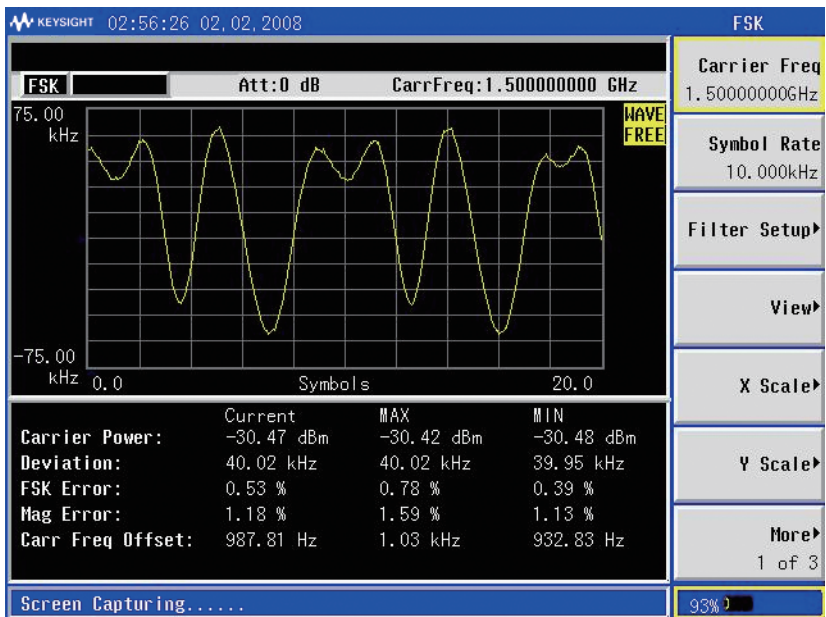 KEYSIGHT 02:56:26 02,02,2008
FSK
FSK Att:0 dB CarrFreq:1.500000000 GHz
75.00
kHz
WAVE
FREE
-75.00
kHz
0.0 Symbols 20.0
Current MAX MIN
Carrier Power: -30.47 dBm -30.42 dBm -30.48 dBm
Deviation: 40.02 kHz 40.02 kHz 39.95 kHz
FSK Error: 0.53 % 0.78 % 0.39 %
Mag Error: 1.18 % 1.59 % 1.13 %
Carr Freq Offset: 987.81 Hz 1.03 kHz 932.83 Hz
Screen Capturing......
Carrier Freq
1.50000000GHz
Symbol Rate
10.000kHz
Filter Setup
View
X Scale
Y Scale
More
1 of 3
93%